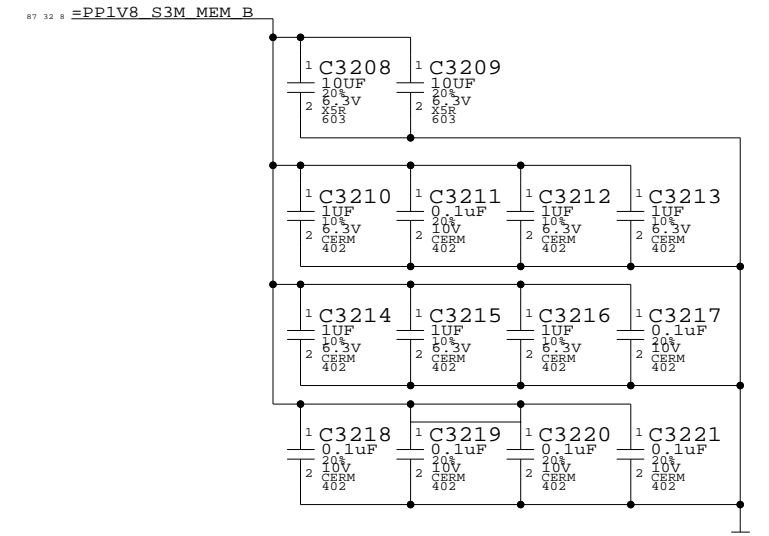 87 32 8 =PP1V8_S3M_MEM_B
1 C3208 1 C3209
10UF 10UF
20% 20%
6.3V 6.3V
2 X5R 2 X5R
603 603
1 C3210 1 C3211 1 C3212 1 C3213
1UF 0.1uF 1UF 1UF
10% 20% 10% 10%
6.3V 10V 6.3V 6.3V
2 CERM 2 CERM 2 CERM 2 CERM
402 402 402 402
1 C3214 1 C3215 1 C3216 1 C3217
1UF 1UF 1UF 0.1uF
10% 10% 10% 20%
6.3V 6.3V 6.3V 10V
2 CERM 2 CERM 2 CERM 2 CERM
402 402 402 402
1 C3218 1 C3219 1 C3220 1 C3221
0.1uF 0.1uF 0.1uF 0.1uF
20% 20% 20% 20%
10V 10V 10V 10V
2 CERM 2 CERM 2 CERM 2 CERM
402 402 402 402